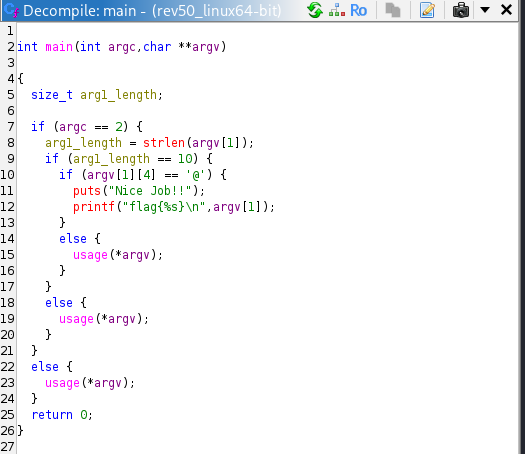 Decompile: main - (rev50_linux64-bit) Ro
1
2 int main(int argc,char **argv)
3
4 {
5   size_t arg1_length;
6
7   if (argc == 2) {
8     arg1_length = strlen(argv[1]);
9     if (arg1_length == 10) {
10       if (argv[1][4] == '@') {
11         puts("Nice Job!!");
12         printf("flag{%s}\n",argv[1]);
13       }
14       else {
15         usage(*argv);
16       }
17     }
18     else {
19       usage(*argv);
20     }
21   }
22   else {
23     usage(*argv);
24   }
25   return 0;
26 }
27